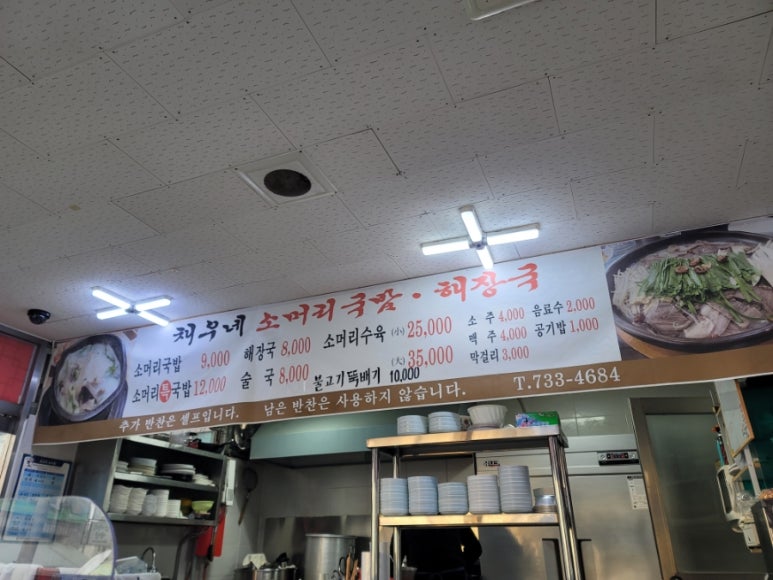 채우네 소머리국밥 · 해장국
소머리국밥 9,000
소머리특국밥 12,000
해장국 8,000
술 국 8,000
소머리수육 (小) 25,000
(大) 35,000
불고기뚝배기 10,000
소 주 4,000
맥 주 4,000
막걸리 3,000
음료수 2,000
공기밥 1,000
추가 반찬은 셀프입니다. 남은 반찬은 사용하지 않습니다. T.733-4684